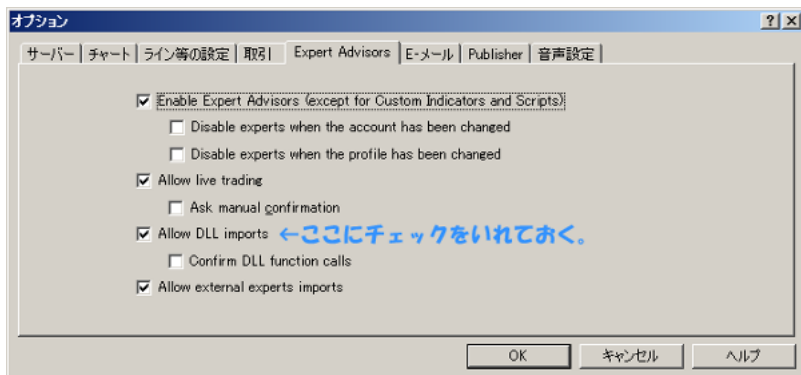 オプション
サーバー チャート ライン等の設定 取引 Expert Advisors E-メール Publisher 音声設定
Enable Expert Advisors (except for Custom Indicators and Scripts)
Disable experts when the account has been changed
Disable experts when the profile has been changed
Allow live trading
Ask manual confirmation
Allow DLL imports ←ここにチェックをいれておく。
Confirm DLL function calls
Allow external experts imports
OK キャンセル ヘルプ